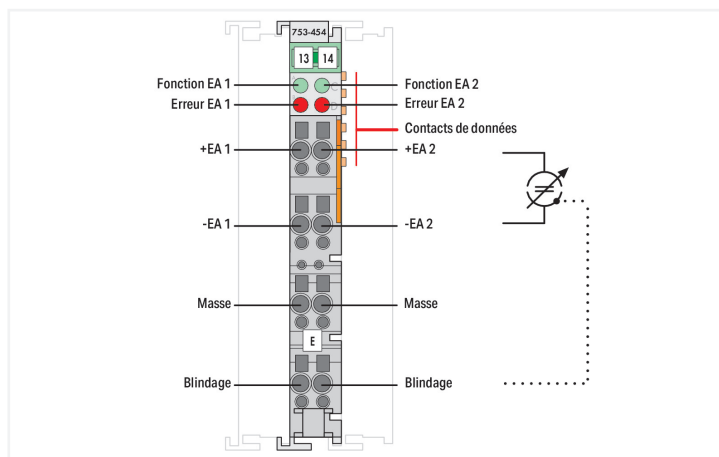 753-454
13 14
Fonction EA 1
Fonction EA 2
Erreur EA 1
Erreur EA 2
Contacts de données
+EA 1
+EA 2
-EA 1
-EA 2
Masse
Masse
E
Blindage
Blindage